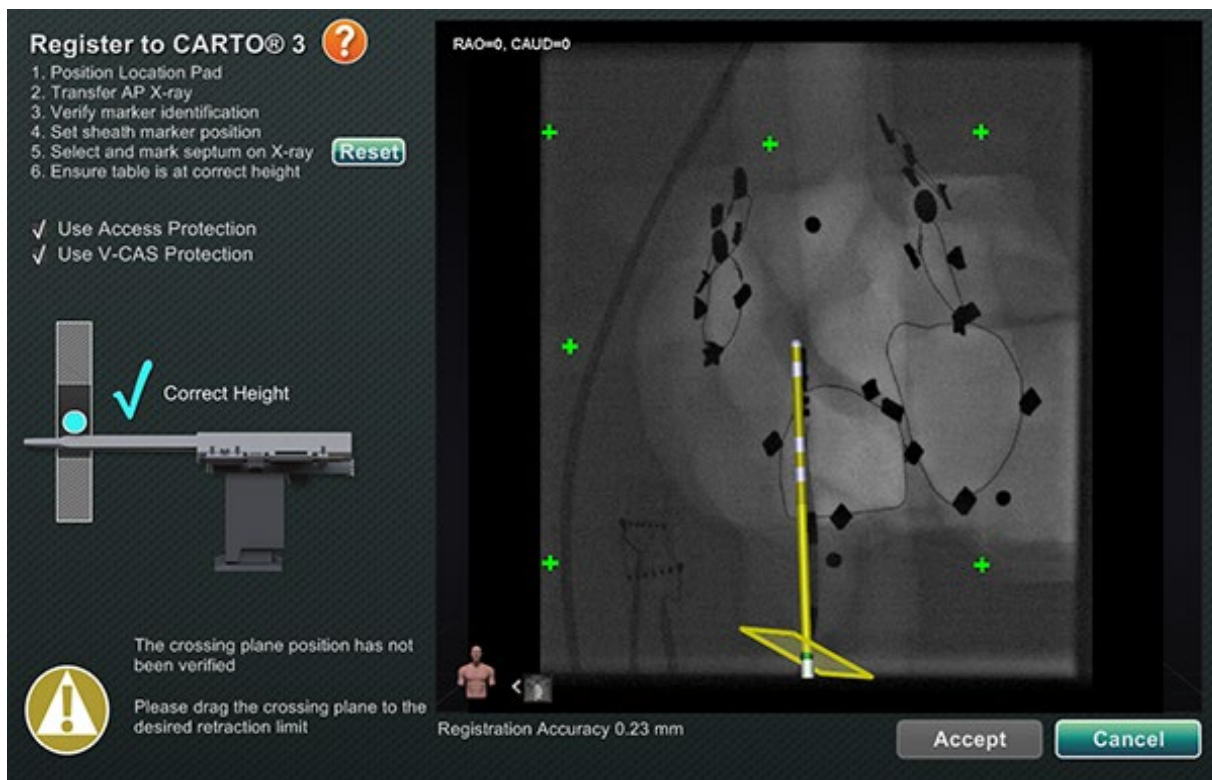 Register to CARTO® 3 ?
1. Position Location Pad
2. Transfer AP X-ray
3. Verify marker identification
4. Set sheath marker position
5. Select and mark septum on X-ray
Reset
6. Ensure table is at correct height
Use Access Protection
Use V-CAS Protection
Correct Height
The crossing plane position has not
been verified
Please drag the crossing plane to the
desired retraction limit
RAO=0, CAUD=0
Registration Accuracy 0.23 mm
Accept
Cancel